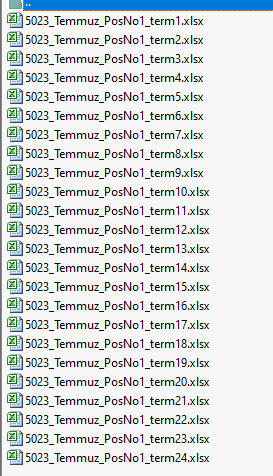 ..
5023_Temmuz_PosNo1_term1.xlsx
5023_Temmuz_PosNo1_term2.xlsx
5023_Temmuz_PosNo1_term3.xlsx
5023_Temmuz_PosNo1_term4.xlsx
5023_Temmuz_PosNo1_term5.xlsx
5023_Temmuz_PosNo1_term6.xlsx
5023_Temmuz_PosNo1_term7.xlsx
5023_Temmuz_PosNo1_term8.xlsx
5023_Temmuz_PosNo1_term9.xlsx
5023_Temmuz_PosNo1_term10.xlsx
5023_Temmuz_PosNo1_term11.xlsx
5023_Temmuz_PosNo1_term12.xlsx
5023_Temmuz_PosNo1_term13.xlsx
5023_Temmuz_PosNo1_term14.xlsx
5023_Temmuz_PosNo1_term15.xlsx
5023_Temmuz_PosNo1_term16.xlsx
5023_Temmuz_PosNo1_term17.xlsx
5023_Temmuz_PosNo1_term18.xlsx
5023_Temmuz_PosNo1_term19.xlsx
5023_Temmuz_PosNo1_term20.xlsx
5023_Temmuz_PosNo1_term21.xlsx
5023_Temmuz_PosNo1_term22.xlsx
5023_Temmuz_PosNo1_term23.xlsx
5023_Temmuz_PosNo1_term24.xlsx